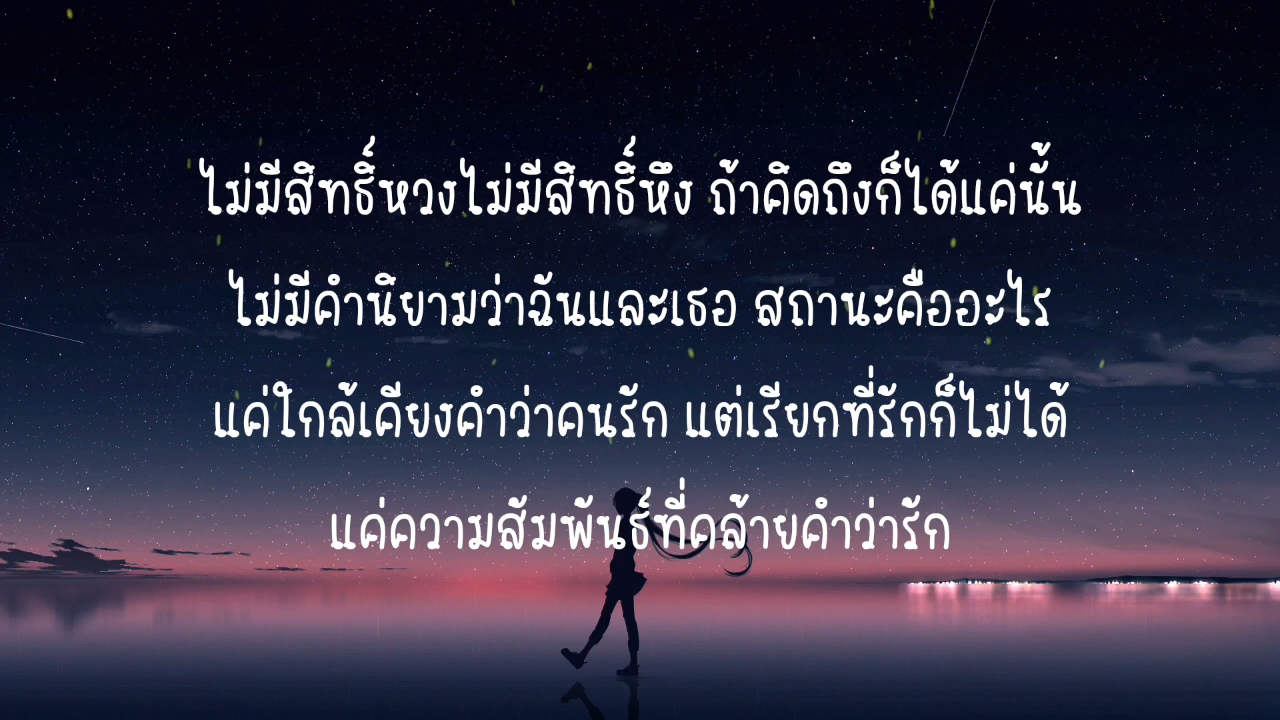 ไม่มีสิทธิ์หวงไม่มีสิทธิ์หึง ถ้าคิดถึงก็ได้แค่นั้น
ไม่มีคำนิยามว่าฉันและเธอ สถานะคืออะไร
แค่ใกล้เคียงคำว่าคนรัก แต่เรียกที่รักก็ไม่ได้
แค่ความสัมพันธ์ที่คล้ายคำว่ารัก